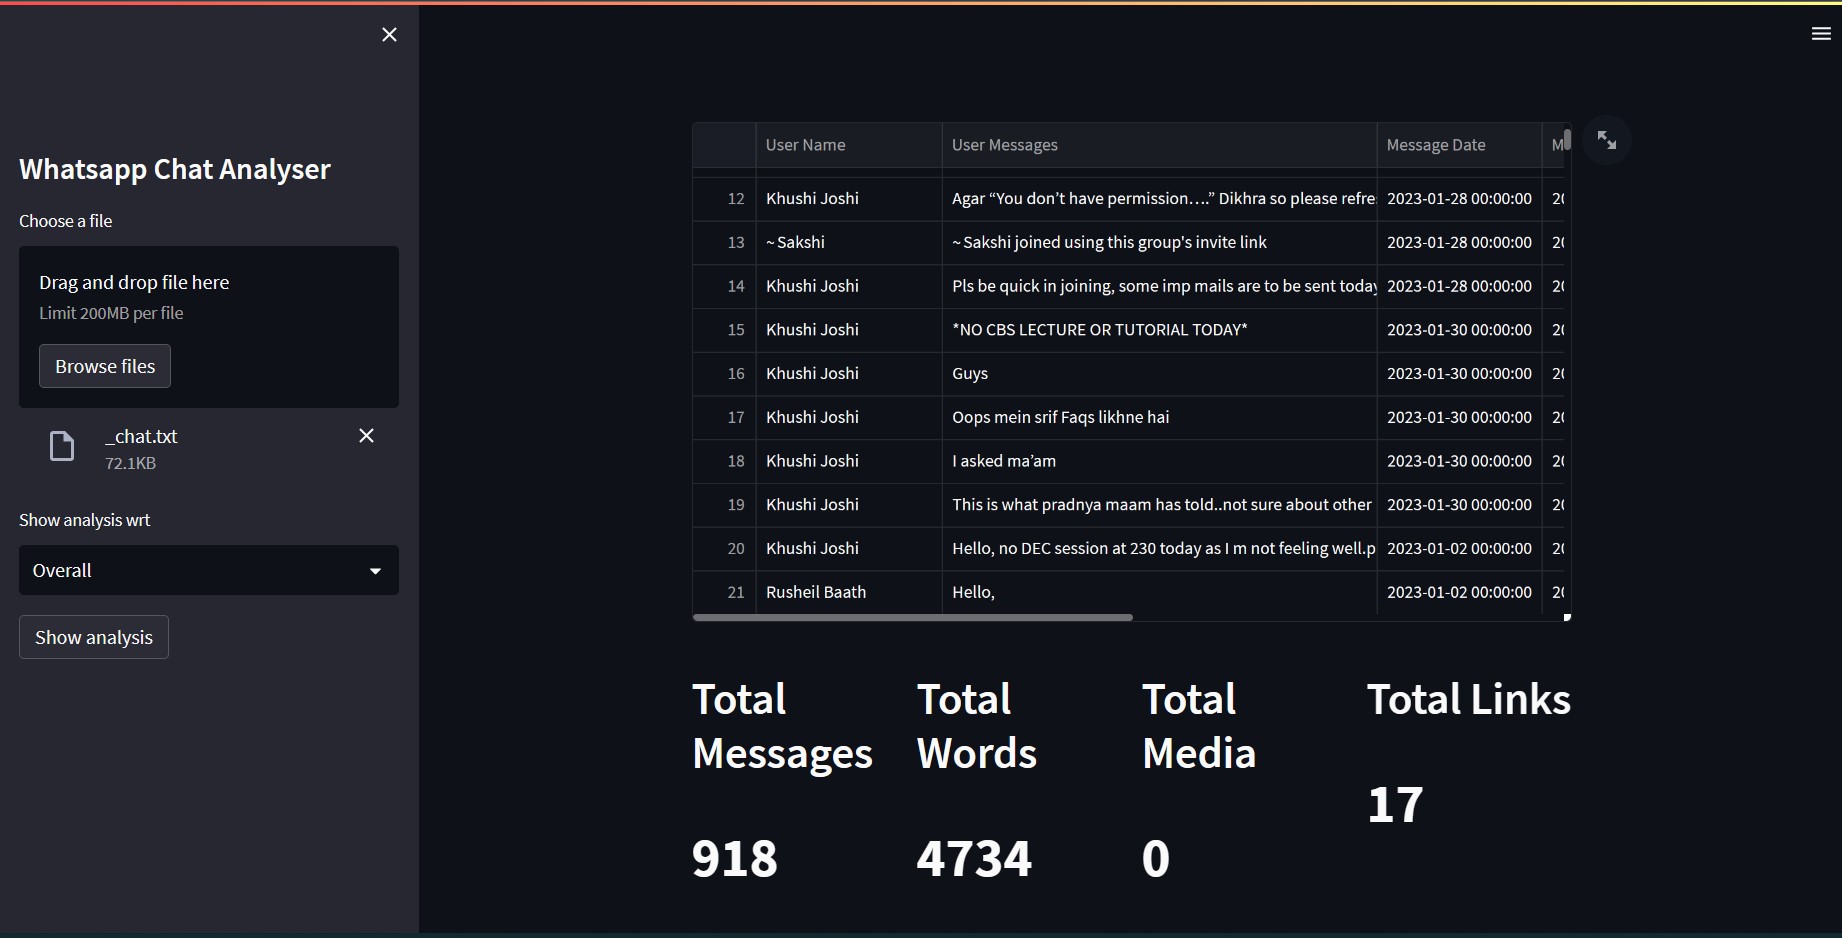 Whatsapp Chat Analyser
Choose a file
Drag and drop file here
Limit 200MB per file
Browse files
_chat.txt
72.1KB
Show analysis wrt
Overall
Show analysis
User Name User Messages Message Date M
12 Khushi Joshi Agar “You don’t have permission….” Dikhra so please refre 2023-01-28 00:00:00 20
13 ~ Sakshi ~ Sakshi joined using this group's invite link 2023-01-28 00:00:00 20
14 Khushi Joshi Pls be quick in joining, some imp mails are to be sent today 2023-01-28 00:00:00 20
15 Khushi Joshi *NO CBS LECTURE OR TUTORIAL TODAY* 2023-01-30 00:00:00 20
16 Khushi Joshi Guys 2023-01-30 00:00:00 20
17 Khushi Joshi Oops mein srif Faqs likhne hai 2023-01-30 00:00:00 20
18 Khushi Joshi I asked ma’am 2023-01-30 00:00:00 20
19 Khushi Joshi This is what pradnya maam has told..not sure about other 2023-01-30 00:00:00 20
20 Khushi Joshi Hello, no DEC session at 230 today as I m not feeling well.p 2023-01-02 00:00:00 20
21 Rusheil Baath Hello, 2023-01-02 00:00:00 20
Total Messages
918
Total Words
4734
Total Media
0
Total Links
17